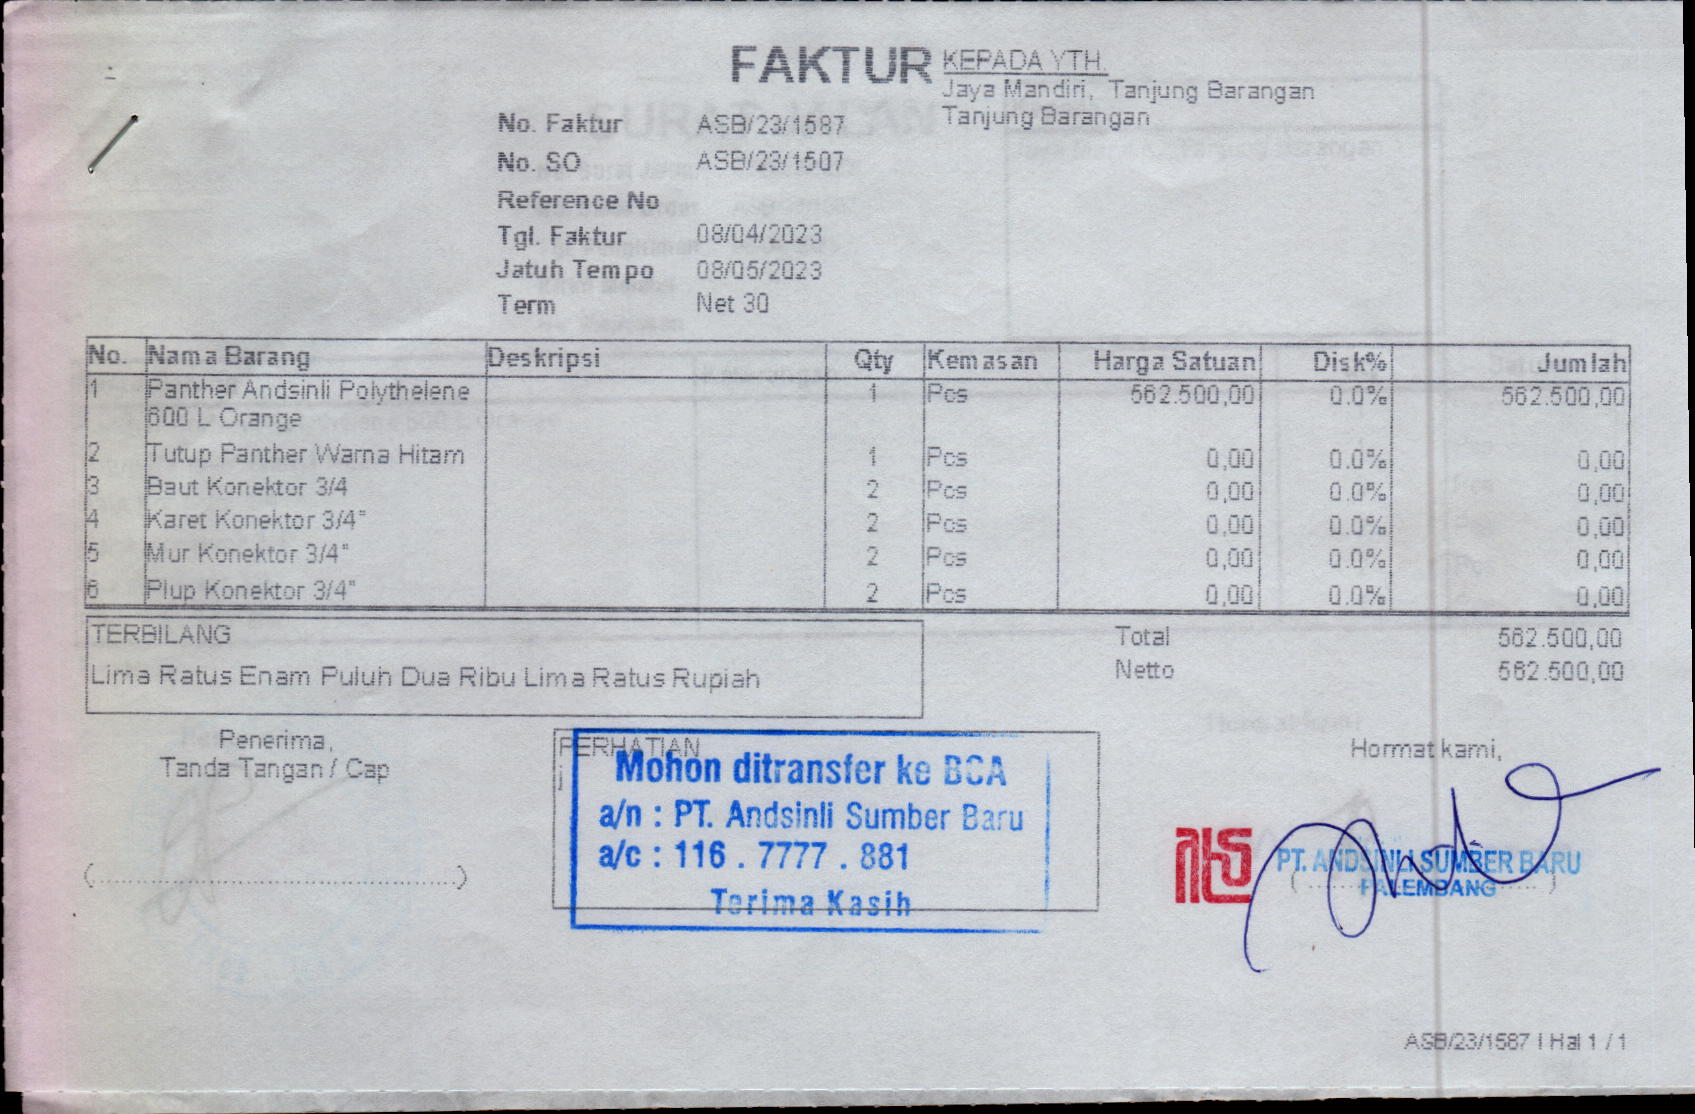 FAKTUR
KEPADA YTH.
Jaya Mandiri, Tanjung Barangan
Tanjung Barangan
No. Faktur ASB/23/1587
No. SO ASB/23/1507
Reference No
Tgl. Faktur 08/04/2023
Jatuh Tempo 08/05/2023
Term Net 30
No. Nama Barang Deskripsi Qty Kemasan Harga Satuan Disk% Jumlah
1 Panther Andsinli Polythelene 1 Pcs 562.500,00 0.0% 562.500,00
600 L Orange
2 Tutup Panther Warna Hitam 1 Pcs 0,00 0.0% 0,00
3 Baut Konektor 3/4 2 Pcs 0,00 0.0% 0,00
4 Karet Konektor 3/4" 2 Pcs 0,00 0.0% 0,00
5 Mur Konektor 3/4" 2 Pcs 0,00 0.0% 0,00
6 Plup Konektor 3/4" 2 Pcs 0,00 0.0% 0,00
TERBILANG
Lima Ratus Enam Puluh Dua Ribu Lima Ratus Rupiah
Total 562.500,00
Netto 562.500,00
Penerima,
Tanda Tangan / Cap
(................................................)
PERHATIAN
Mohon ditransfer ke BCA
a/n : PT. Andsinli Sumber Baru
a/c : 116 . 7777 . 881
Terima Kasih
Hormat kami,
PT. ANDSINLI SUMBER BARU
PALEMBANG
ASB/23/1587 | Hal 1 / 1